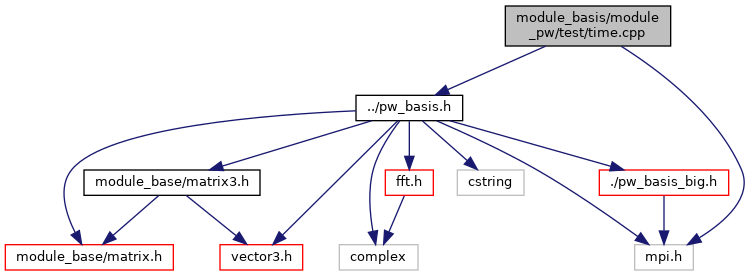 module_basis/module
_pw/test/time.cpp
../pw_basis.h
module_base/matrix3.h
fft.h
cstring
./pw_basis_big.h
module_base/matrix.h
vector3.h
complex
mpi.h